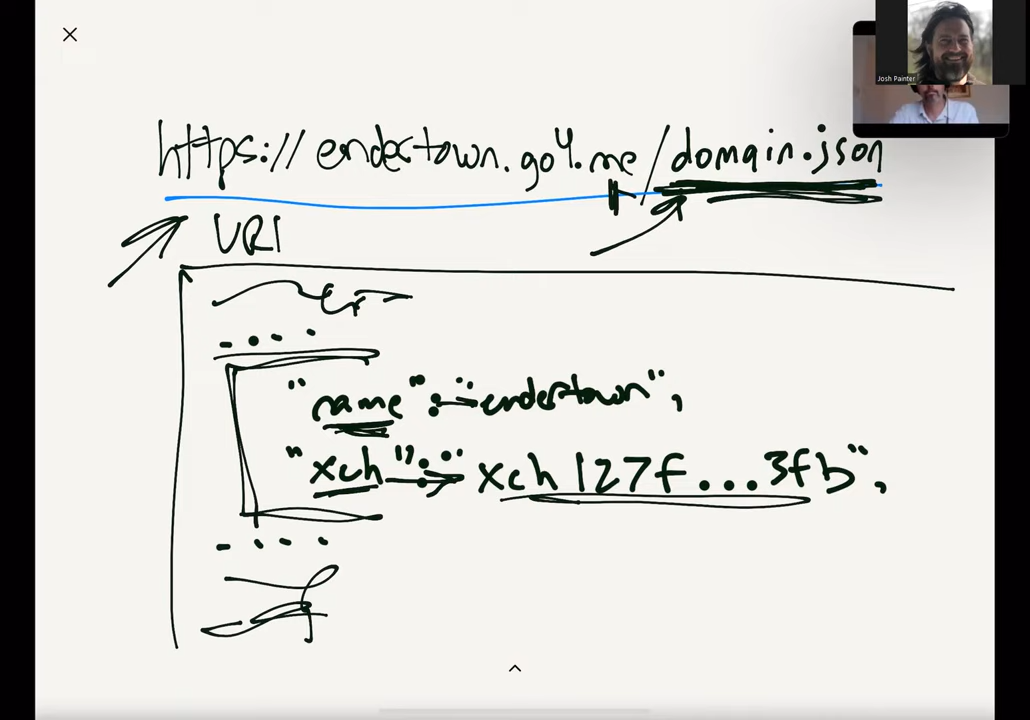 Josh Painter
https://endertown.go4.me/domain.json
URI
"name": "endertown",
"xch": "xch127f...3fb",